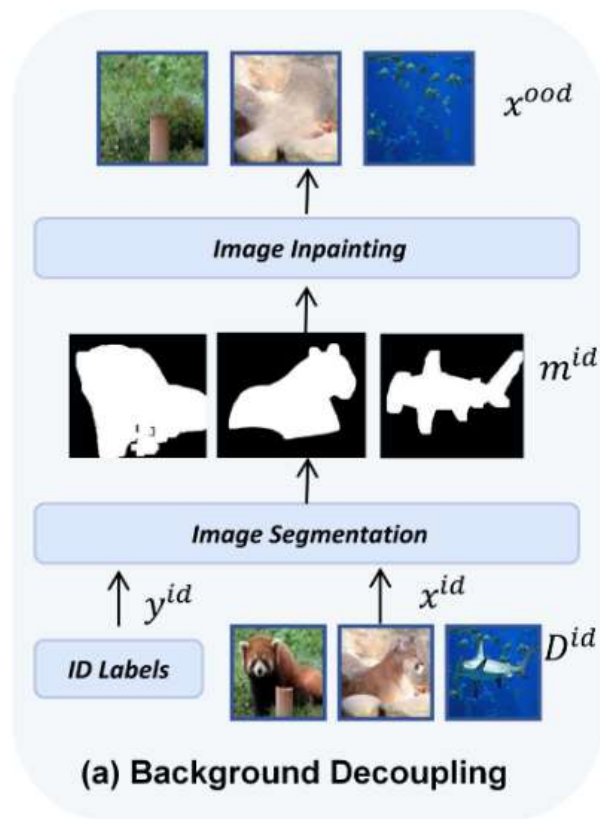 x^{ood}
Image Inpainting
m^{id}
Image Segmentation
y^{id}
x^{id}
ID Labels
D^{id}
(a) Background Decoupling